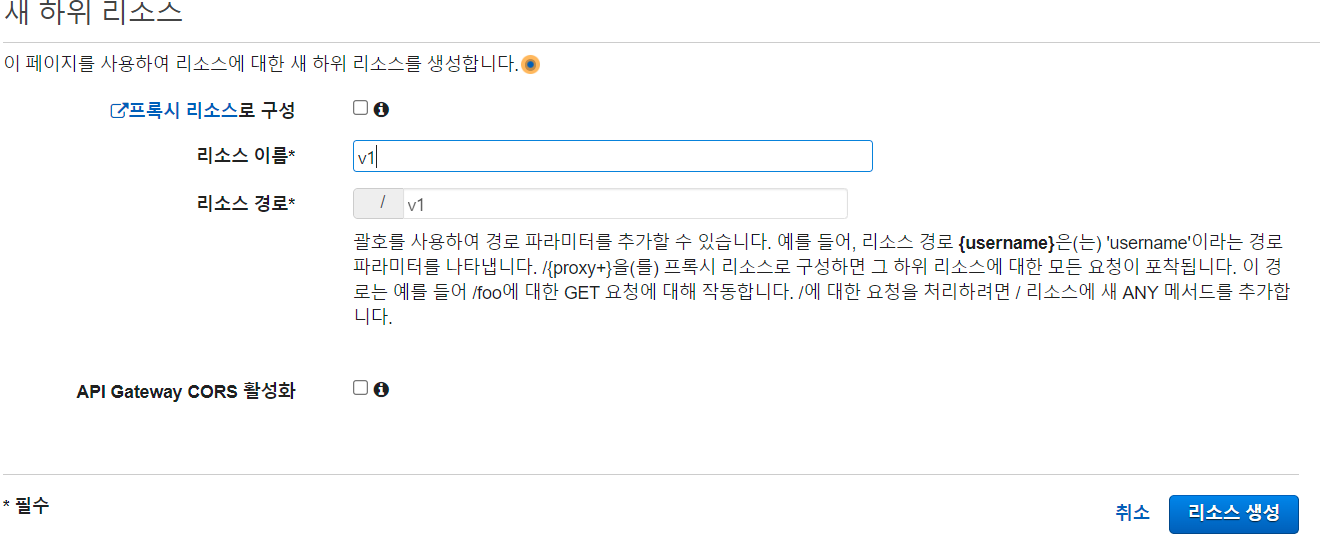 새 하위 리소스
이 페이지를 사용하여 리소스에 대한 새 하위 리소스를 생성합니다.
프록시 리소스로 구성
리소스 이름*
v1
리소스 경로*
/ v1
괄호를 사용하여 경로 파라미터를 추가할 수 있습니다. 예를 들어, 리소스 경로 {username}은(는) 'username'이라는 경로
파라미터를 나타냅니다. /{proxy+}을(를) 프록시 리소스로 구성하면 그 하위 리소스에 대한 모든 요청이 포착됩니다. 이 경
로는 예를 들어 /foo에 대한 GET 요청에 대해 작동합니다. /에 대한 요청을 처리하려면 / 리소스에 새 ANY 메서드를 추가합
니다.
API Gateway CORS 활성화
* 필수
취소 리소스 생성